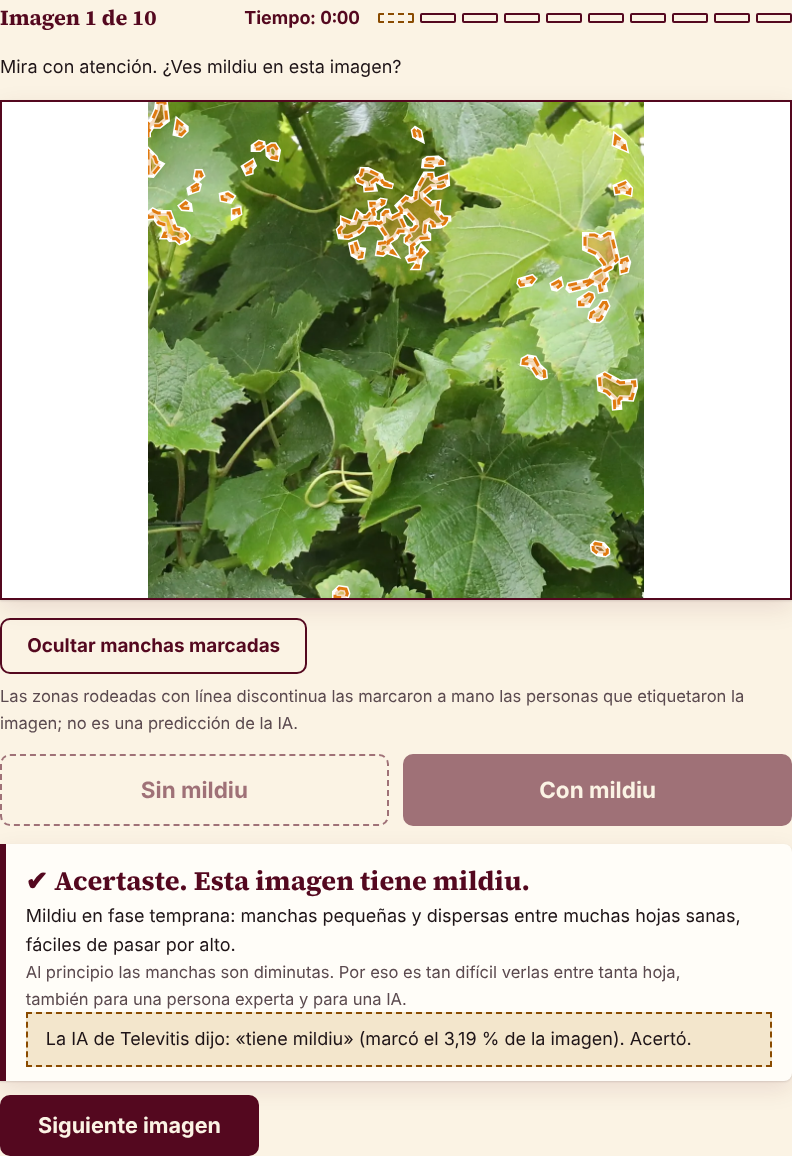 Imagen 1 de 10
Tiempo: 0:00
Mira con atención. ¿Ves mildiu en esta imagen?
Ocultar manchas marcadas
Las zonas rodeadas con línea discontinua las marcaron a mano las personas que etiquetaron la
imagen; no es una predicción de la IA.
Sin mildiu
Con mildiu
✔ Acertaste. Esta imagen tiene mildiu.
Mildiu en fase temprana: manchas pequeñas y dispersas entre muchas hojas sanas,
fáciles de pasar por alto.
Al principio las manchas son diminutas. Por eso es tan difícil verlas entre tanta hoja,
también para una persona experta y para una IA.
La IA de Televitis dijo: «tiene mildiu» (marcó el 3,19 % de la imagen). Acertó.
Siguiente imagen